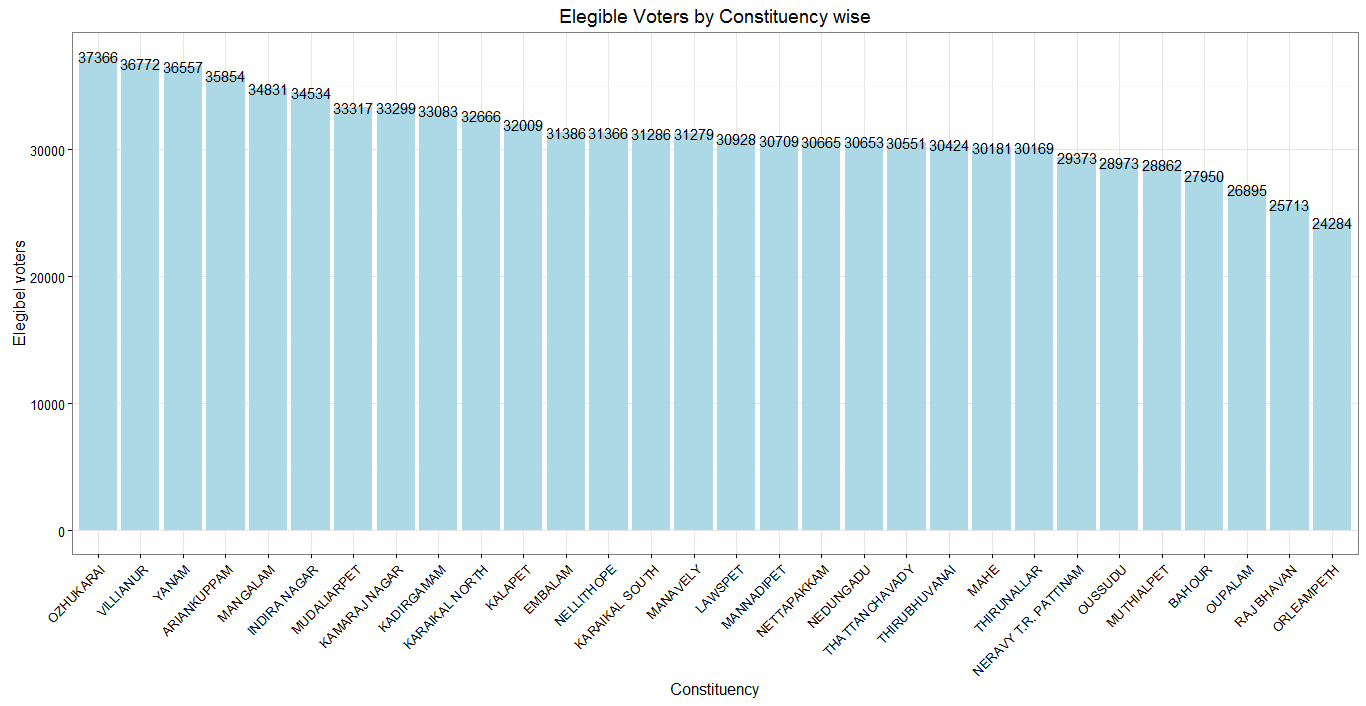 Elegible Voters by Constituency wise
Elegibel voters
30000
20000
10000
0
37366
36772
36557
35854
34831
34534
33317
33299
33083
32666
32009
31386
31366
31286
31279
30928
30709
30665
30653
30551
30424
30181
30169
29373
28973
28862
27950
26895
25713
24284
OZHUKARAI
VILLIANUR
YANAM
ARIANKUPPAM
MANGALAM
INDIRA NAGAR
MUDALIARPET
KAMARAJ NAGAR
KADIRGAMAM
KARAIKAL NORTH
KALAPET
EMBALAM
NELLITHOPE
KARAIKAL SOUTH
MANAVELY
LAWSPET
MANNADIPET
NETTAPAKKAM
NEDUNGADU
THATTANCHAVADY
THIRUBHUVANAI
MAHE
THIRUNALLAR
NERAVY T.R. PATTINAM
OUSSUDU
MUTHIALPET
BAHOUR
OUPALAM
RAJ BHAVAN
ORLEAMPETH
Constituency